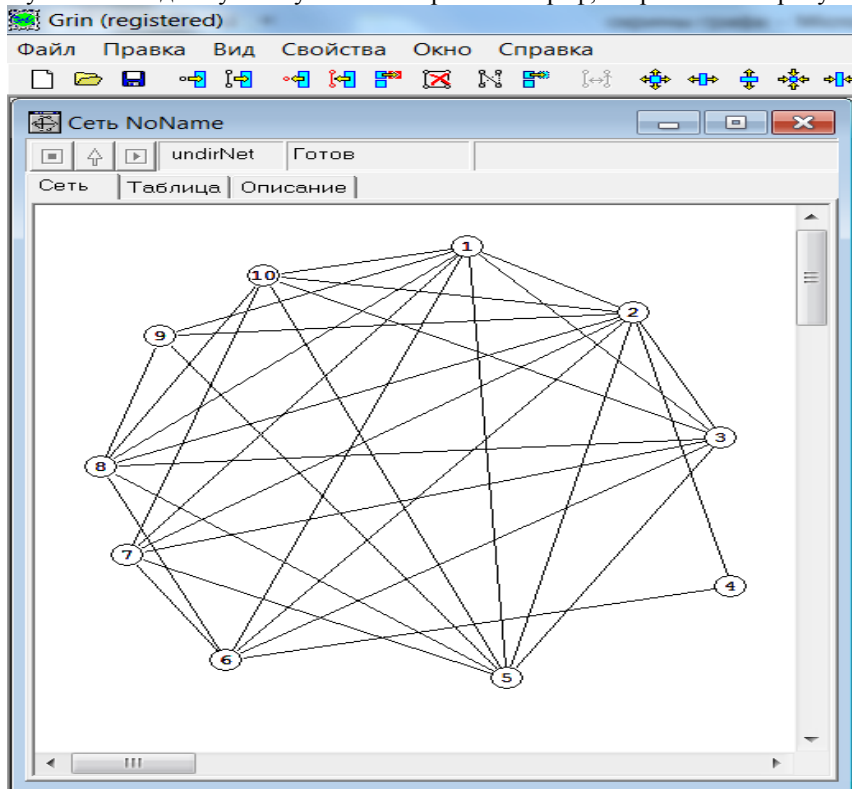 Grin (registered)
Файл Правка Вид Свойства Окно Справка
Сеть NoName
undirNet Готов
Сеть Таблица Описание
1
10
2
9
3
8
7
4
6
5